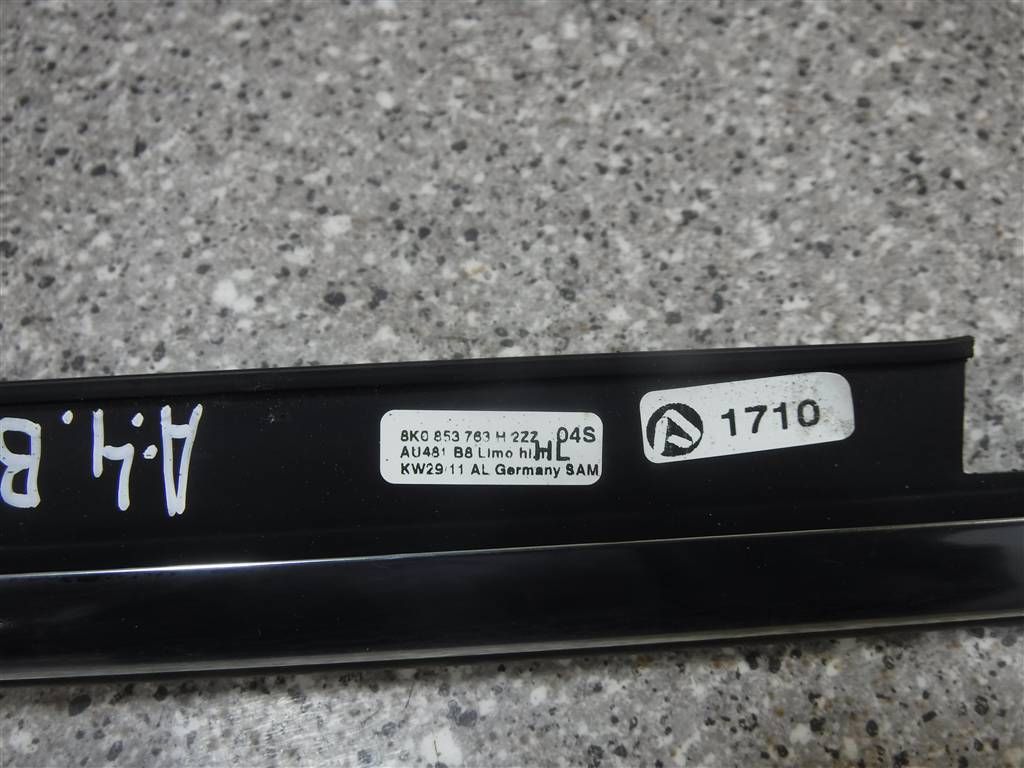 8K0 853 763 H 2ZZ 04S
AU481 B8 Limo hi. HL
KW29/11 AL Germany SAM
1710
A.4.B